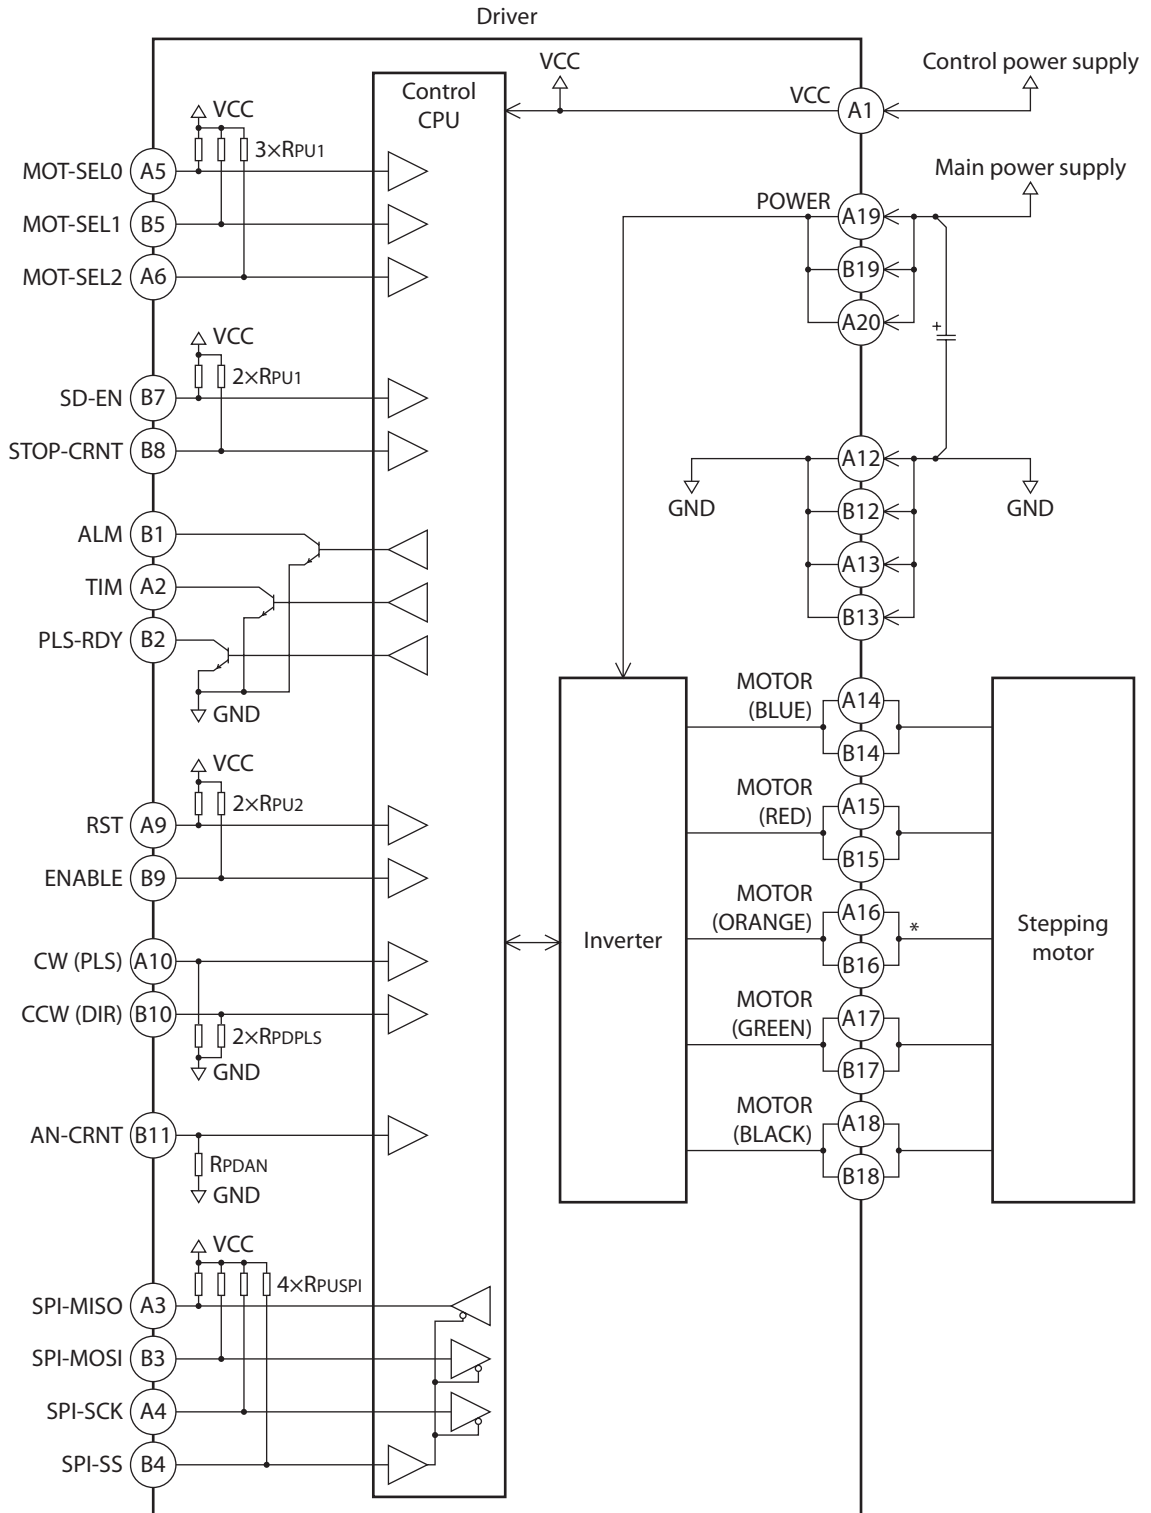 Driver
Control
CPU
VCC
VCC
A1
Control power supply
VCC
3×RPU1
MOT-SEL0
A5
MOT-SEL1
B5
MOT-SEL2
A6
Main power supply
POWER
A19
B19
A20
+
VCC
2×RPU1
SD-EN
B7
STOP-CRNT
B8
A12
GND
GND
B12
A13
B13
ALM
B1
TIM
A2
PLS-RDY
B2
GND
VCC
2×RPU2
RST
A9
ENABLE
B9
CW (PLS)
A10
CCW (DIR)
B10
2×RPDPLS
GND
AN-CRNT
B11
RPDAN
GND
Inverter
MOTOR
(BLUE)
A14
B14
MOTOR
(RED)
A15
B15
MOTOR
(ORANGE)
A16
*
B16
MOTOR
(GREEN)
A17
B17
MOTOR
(BLACK)
A18
B18
Stepping
motor
VCC
4×RPUSPI
SPI-MISO
A3
SPI-MOSI
B3
SPI-SCK
A4
SPI-SS
B4